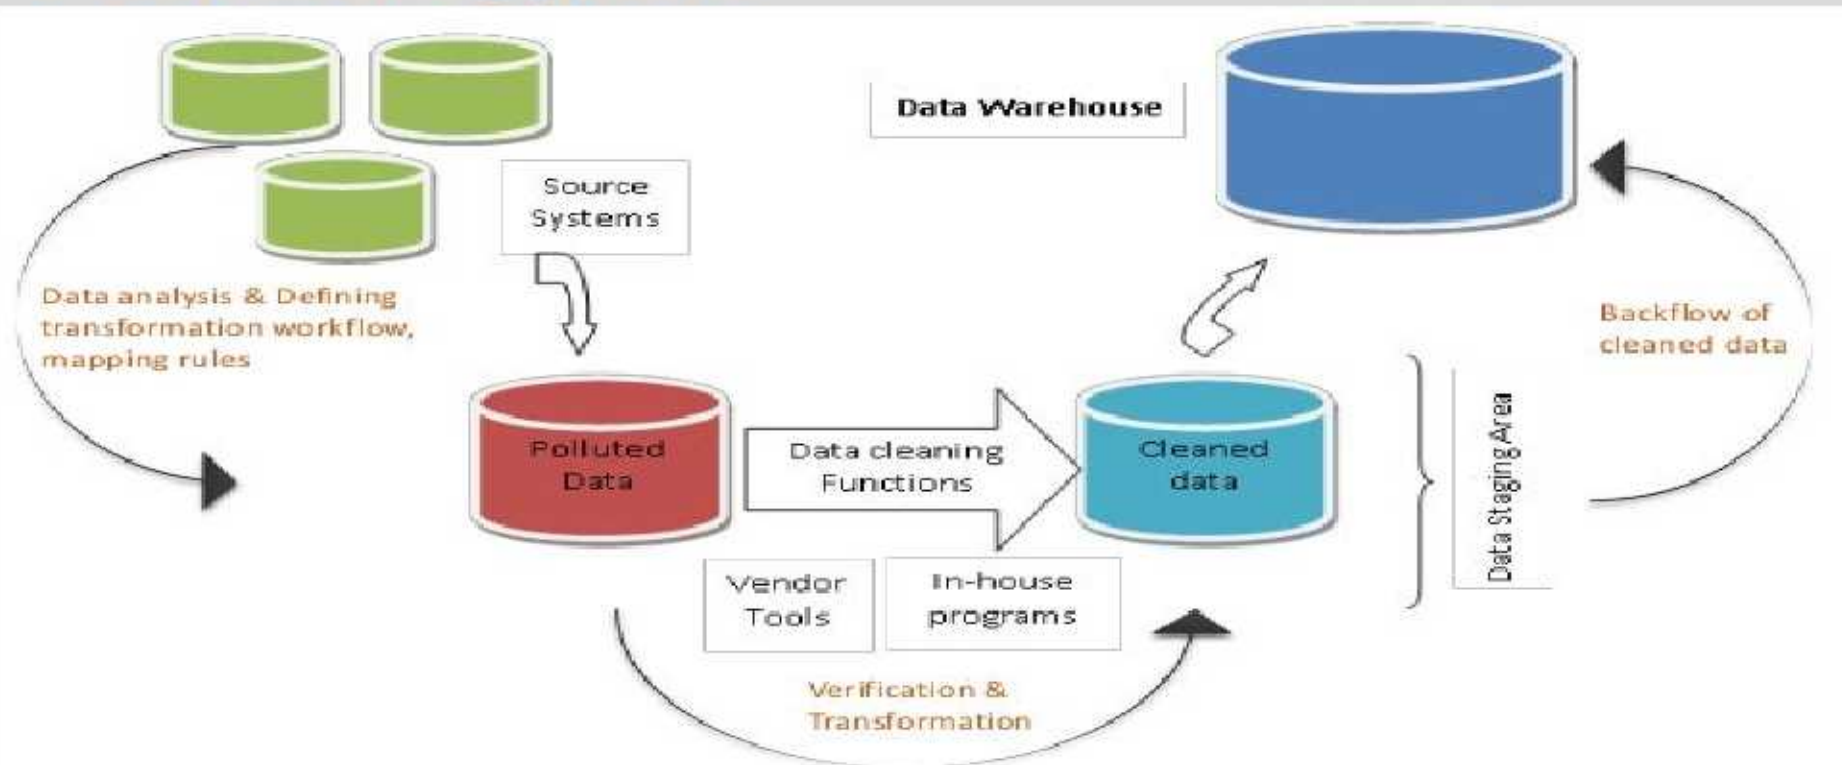 Data Warehouse
Source
Systems
Data analysis & Defining
transformation workflow,
mapping rules
Backflow of
cleaned data
Polluted
Data
Data cleaning
Functions
Cleaned
data
Data Staging Area
Vendor
Tools
In-house
programs
Verification &
Transformation